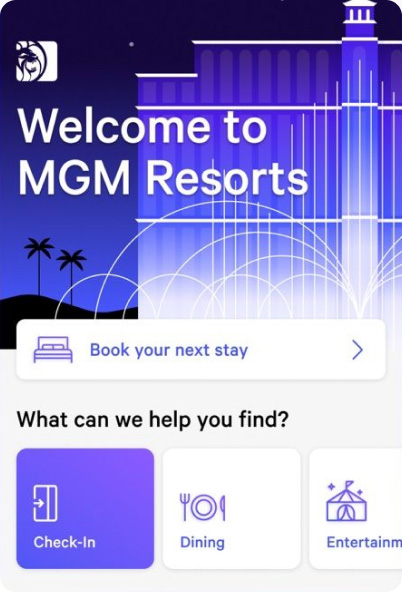 Welcome to
MGM Resorts
Book your next stay
What can we help you find?
Check-In
Dining
Entertainm